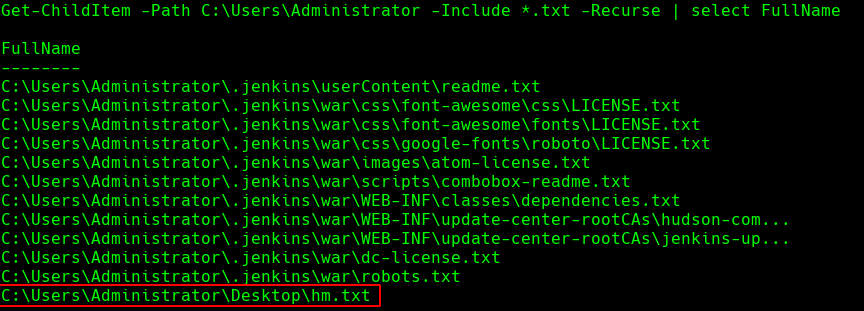 Get-ChildItem -Path C:\Users\Administrator -Include *.txt -Recurse | select FullName
FullName
--------
C:\Users\Administrator\.jenkins\userContent\readme.txt
C:\Users\Administrator\.jenkins\war\css\font-awesome\css\LICENSE.txt
C:\Users\Administrator\.jenkins\war\css\font-awesome\fonts\LICENSE.txt
C:\Users\Administrator\.jenkins\war\css\google-fonts\roboto\LICENSE.txt
C:\Users\Administrator\.jenkins\war\images\atom-license.txt
C:\Users\Administrator\.jenkins\war\scripts\combobox-readme.txt
C:\Users\Administrator\.jenkins\war\WEB-INF\classes\dependencies.txt
C:\Users\Administrator\.jenkins\war\WEB-INF\update-center-rootCAs\hudson-com...
C:\Users\Administrator\.jenkins\war\WEB-INF\update-center-rootCAs\jenkins-up...
C:\Users\Administrator\.jenkins\war\dc-license.txt
C:\Users\Administrator\.jenkins\war\robots.txt
C:\Users\Administrator\Desktop\hm.txt